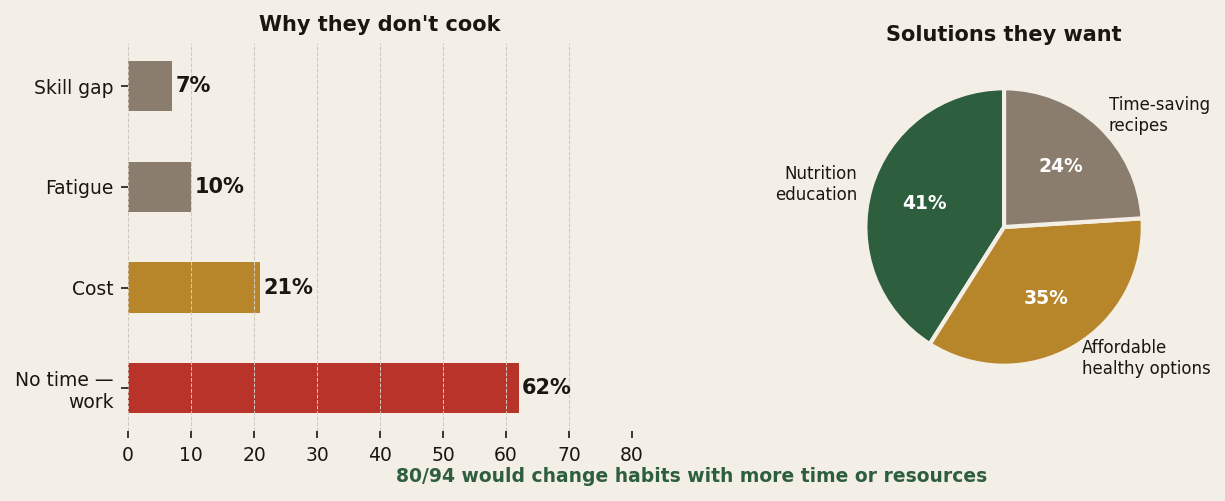 Why they don't cook
Skill gap
7%
Fatigue
10%
Cost
21%
No time —
work
62%
0 10 20 30 40 50 60 70 80
Solutions they want
Time-saving
recipes
24%
Nutrition
education
41%
35%
Affordable
healthy options
80/94 would change habits with more time or resources